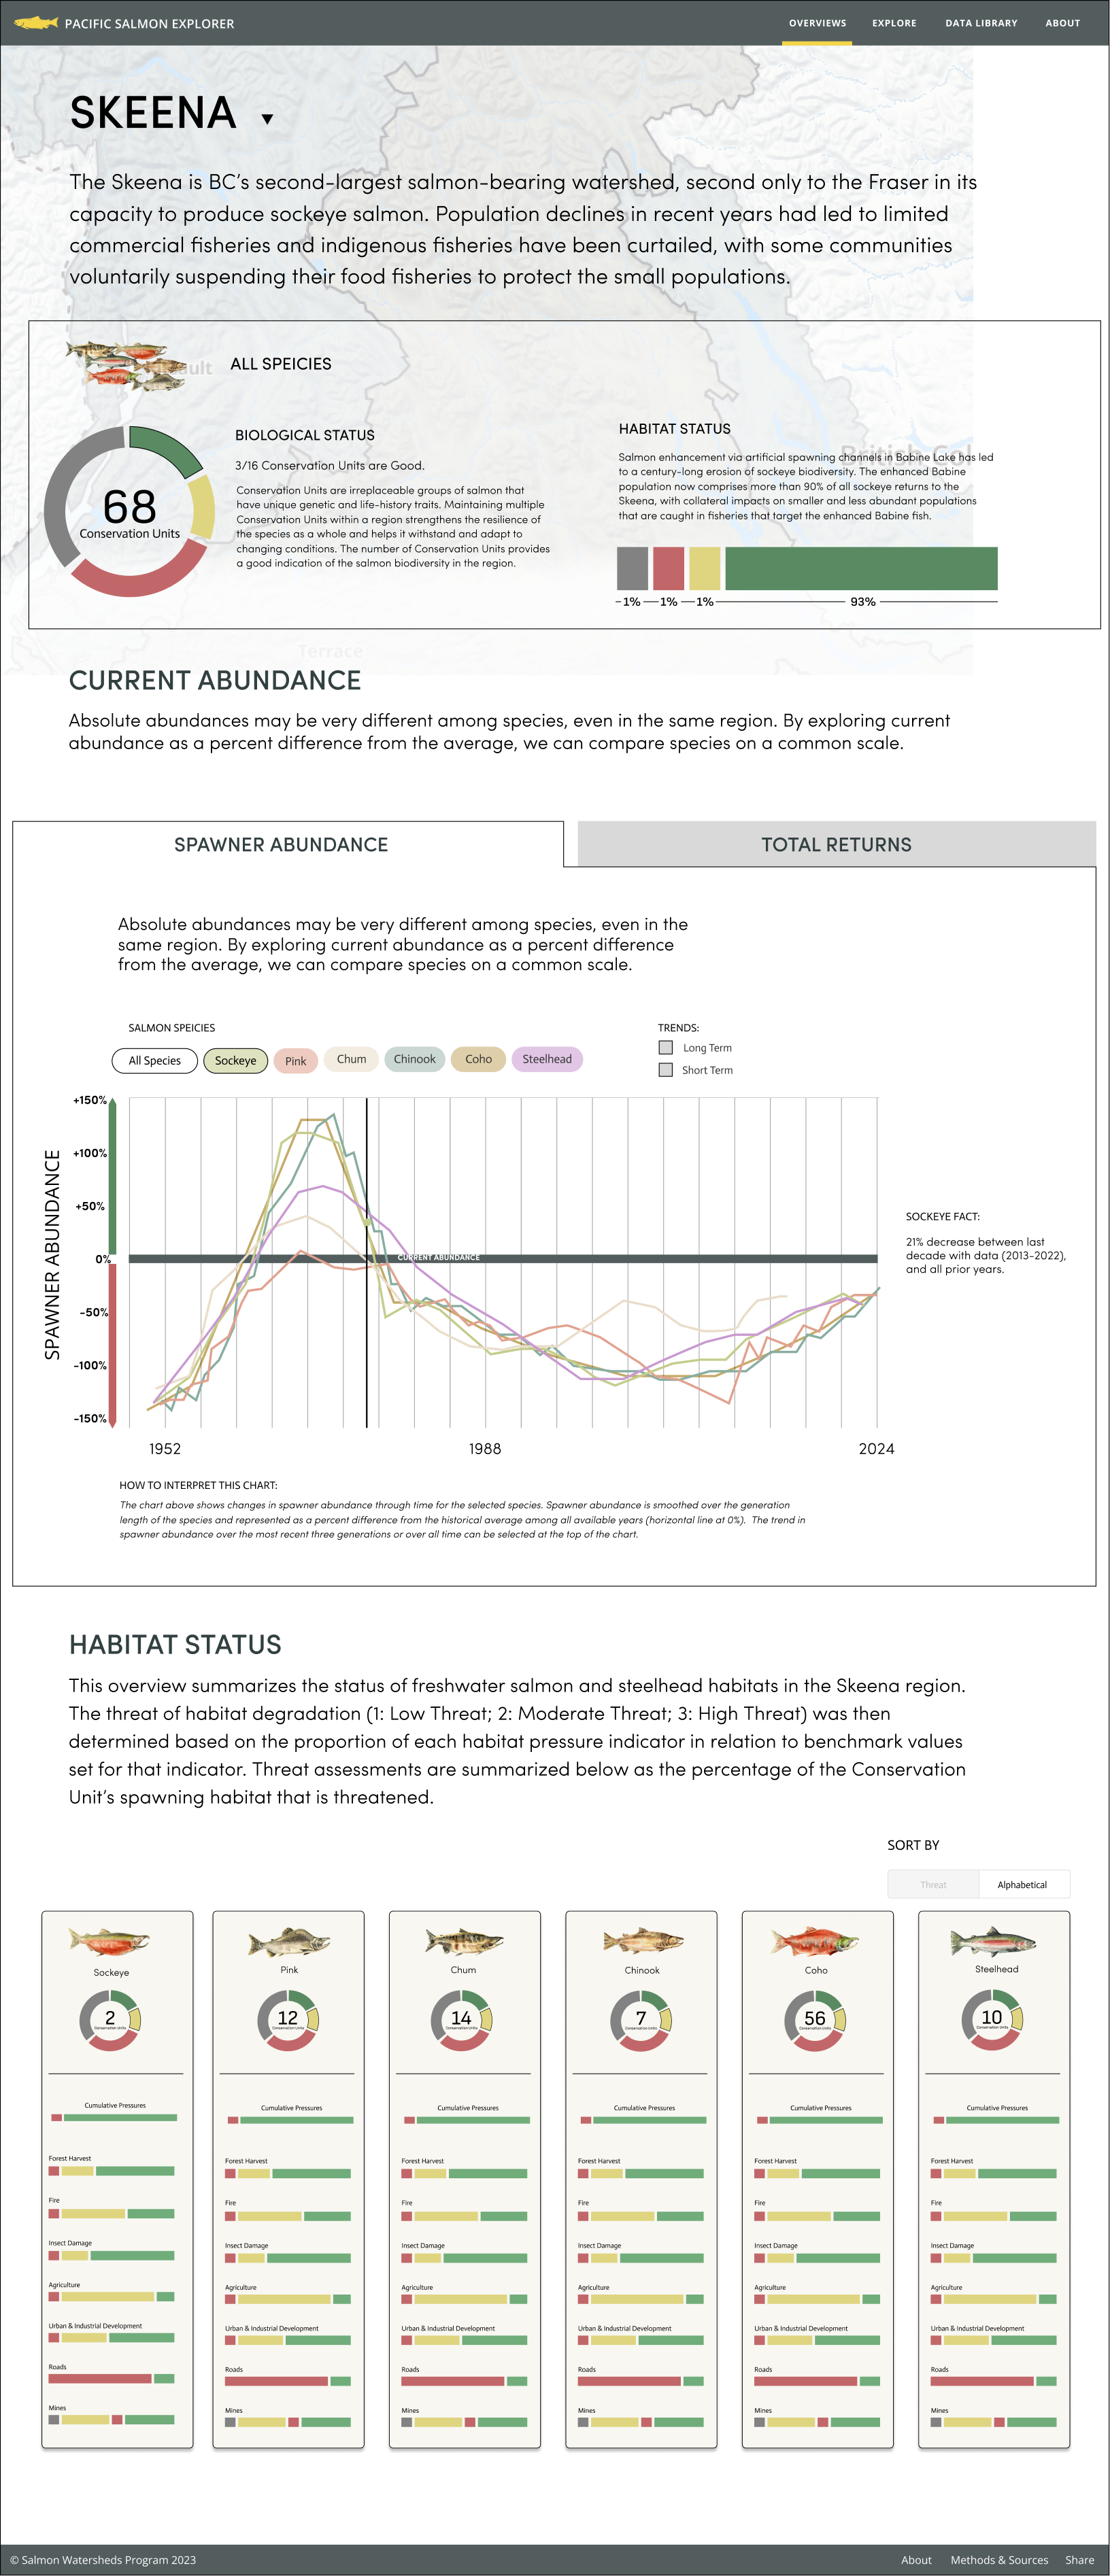 PACIFIC SALMON EXPLORER
OVERVIEWS
EXPLORE
DATA LIBRARY
ABOUT
SKEENA
The Skeena is BC's second-largest salmon-bearing watershed, second only to the Fraser in its
capacity to produce sockeye salmon. Population declines in recent years had led to limited
commercial fisheries and indigenous fisheries have been curtailed, with some communities
voluntarily suspending their food fisheries to protect the small populations.
ALL SPEICIES
68
Conservation Units
BIOLOGICAL STATUS
3/16 Conservation Units are Good.
Conservation Units are irreplaceable groups of salmon that
have unique genetic and life-history traits. Maintaining multiple
Conservation Units within a region strengthens the resilience of
the species as a whole and helps it withstand and adapt to
changing conditions. The number of Conservation Units provides
a good indication of the salmon biodiversity in the region.
HABITAT STATUS
British Col
Salmon enhancement via artificial spawning channels in Babine Lake has led
to a century-long erosion of sockeye biodiversity. The enhanced Babine
population now comprises more than 90% of all sockeye returns to the
Skeena, with collateral impacts on smaller and less abundant populations
that are caught in fisheries that target the enhanced Babine fish.
1%
1%
1%
93%
Terrace
CURRENT ABUNDANCE
Absolute abundances may be very different among species, even in the same region. By exploring current
abundance as a percent difference from the average, we can compare species on a common scale.
SPAWNER ABUNDANCE
TOTAL RETURNS
Absolute abundances may be very different among species, even in the
same region. By exploring current abundance as a percent difference
from the average, we can compare species on a common scale.
SALMON SPEICIES
All Species
Sockeye
Pink
Chum
Chinook
Coho
Steelhead
TRENDS:
Long Term
Short Term
SPAWNER ABUNDANCE
+150%
+100%
+50%
0%
-50%
-100%
-150%
CURRENT ABUNDANCE
1952
1988
2024
SOCKEYE FACT:
21% decrease between last
decade with data (2013-2022),
and all prior years.
HOW TO INTERPRET THIS CHART:
The chart above shows changes in spawner abundance through time for the selected species. Spawner abundance is smoothed over the generation
length of the species and represented as a percent difference from the historical average among all available years (horizontal line at 0%). The trend in
spawner abundance over the most recent three generations or over all time can be selected at the top of the chart.
HABITAT STATUS
This overview summarizes the status of freshwater salmon and steelhead habitats in the Skeena region.
The threat of habitat degradation (1: Low Threat; 2: Moderate Threat; 3: High Threat) was then
determined based on the proportion of each habitat pressure indicator in relation to benchmark values
set for that indicator. Threat assessments are summarized below as the percentage of the Conservation
Unit's spawning habitat that is threatened.
SORT BY
Threat
Alphabetical
Sockeye
2
Conservation Units
Cumulative Pressures
Forest Harvest
Fire
Insect Damage
Agriculture
Urban & Industrial Development
Roads
Mines
Pink
12
Conservation Units
Cumulative Pressures
Forest Harvest
Fire
Insect Damage
Agriculture
Urban & Industrial Development
Roads
Mines
Chum
14
Conservation Units
Cumulative Pressures
Forest Harvest
Fire
Insect Damage
Agriculture
Urban & Industrial Development
Roads
Mines
Chinook
7
Conservation Units
Cumulative Pressures
Forest Harvest
Fire
Insect Damage
Agriculture
Urban & Industrial Development
Roads
Mines
Coho
56
Conservation Units
Cumulative Pressures
Forest Harvest
Fire
Insect Damage
Agriculture
Urban & Industrial Development
Roads
Mines
Steelhead
10
Conservation Units
Cumulative Pressures
Forest Harvest
Fire
Insect Damage
Agriculture
Urban & Industrial Development
Roads
Mines
© Salmon Watersheds Program 2023
About
Methods & Sources
Share